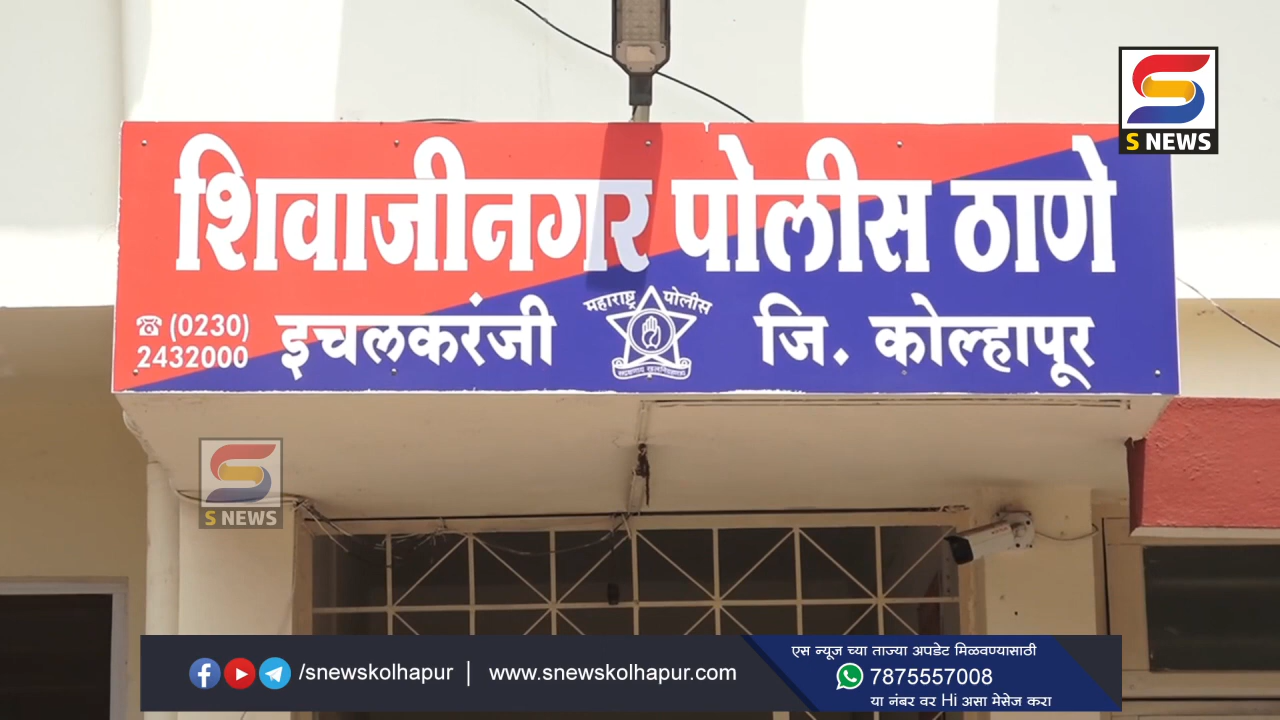 S NEWS
शिवाजीनगर पोलीस ठाणे
☎ (0230)
2432000
इचलकरंजी
महाराष्ट्र पोलीस
जि. कोल्हापूर
S NEWS
/snewskolhapur | www.snewskolhapur.com
एस न्यूज च्या ताज्या अपडेट मिळवण्यासाठी
7875557008
या नंबर वर Hi असा मेसेज करा